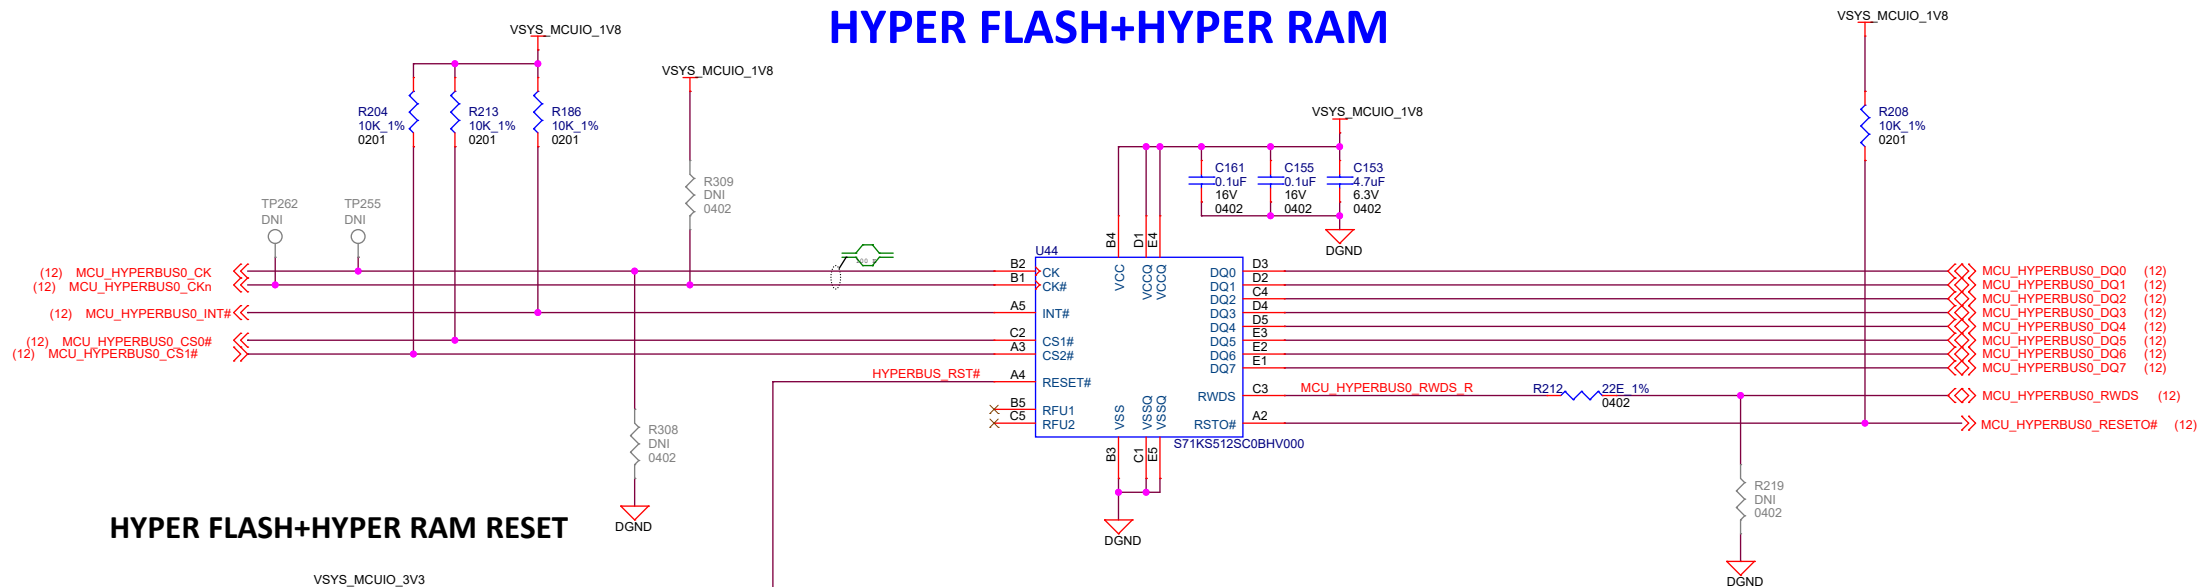 HYPER FLASH+HYPER RAM
VSYS_MCUIO_1V8
VSYS_MCUIO_1V8
VSYS_MCUIO_1V8
VSYS_MCUIO_1V8
R204
10K_1%
0201
R213
10K_1%
0201
R186
10K_1%
0201
R309
DNI
0402
R208
10K_1%
0201
C161
0.1uF
16V
0402
C155
0.1uF
16V
0402
C153
4.7uF
6.3V
0402
DGND
TP262
DNI
TP255
DNI
(12) MCU_HYPERBUS0_CK
(12) MCU_HYPERBUS0_CKn
(12) MCU_HYPERBUS0_INT#
(12) MCU_HYPERBUS0_CS0#
(12) MCU_HYPERBUS0_CS1#
HYPERBUS_RST#
U44
B4
D1
E4
VCC
VCCQ
VCCQ
B2 CK
B1 CK#
A5 INT#
C2 CS1#
A3 CS2#
A4 RESET#
B5 RFU1
C5 RFU2
DQ0 D3
DQ1 D2
DQ2 C4
DQ3 D4
DQ4 D5
DQ5 E3
DQ6 E2
DQ7 E1
RWDS C3
RSTO# A2
VSS
VSSQ
VSSQ
B3
C1
E5
S71KS512SC0BHV000
DGND
MCU_HYPERBUS0_RWDS_R
R212 22E_1%
0402
MCU_HYPERBUS0_DQ0 (12)
MCU_HYPERBUS0_DQ1 (12)
MCU_HYPERBUS0_DQ2 (12)
MCU_HYPERBUS0_DQ3 (12)
MCU_HYPERBUS0_DQ4 (12)
MCU_HYPERBUS0_DQ5 (12)
MCU_HYPERBUS0_DQ6 (12)
MCU_HYPERBUS0_DQ7 (12)
MCU_HYPERBUS0_RWDS (12)
MCU_HYPERBUS0_RESETO# (12)
R308
DNI
0402
DGND
R219
DNI
0402
DGND
HYPER FLASH+HYPER RAM RESET
VSYS_MCUIO_3V3